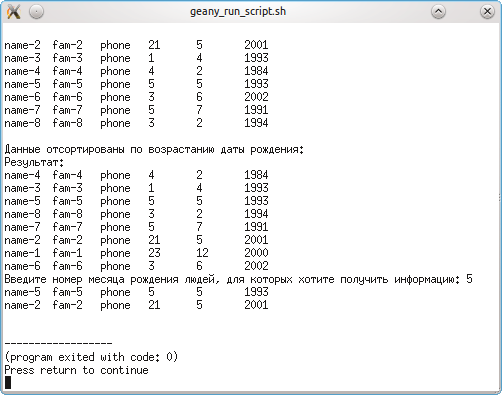 geany_run_script.sh
name-2 fam-2 phone 21 5 2001
name-3 fam-3 phone 1 4 1993
name-4 fam-4 phone 4 2 1984
name-5 fam-5 phone 5 5 1993
name-6 fam-6 phone 3 6 2002
name-7 fam-7 phone 5 7 1991
name-8 fam-8 phone 3 2 1994
Данные отсортированы по возрастанию даты рождения:
Результат:
name-4 fam-4 phone 4 2 1984
name-3 fam-3 phone 1 4 1993
name-5 fam-5 phone 5 5 1993
name-8 fam-8 phone 3 2 1994
name-7 fam-7 phone 5 7 1991
name-2 fam-2 phone 21 5 2001
name-1 fam-1 phone 23 12 2000
name-6 fam-6 phone 3 6 2002
Введите номер месяца рождения людей, для которых хотите получить информацию: 5
name-5 fam-5 phone 5 5 1993
name-2 fam-2 phone 21 5 2001
------------------
(program exited with code: 0)
Press return to continue